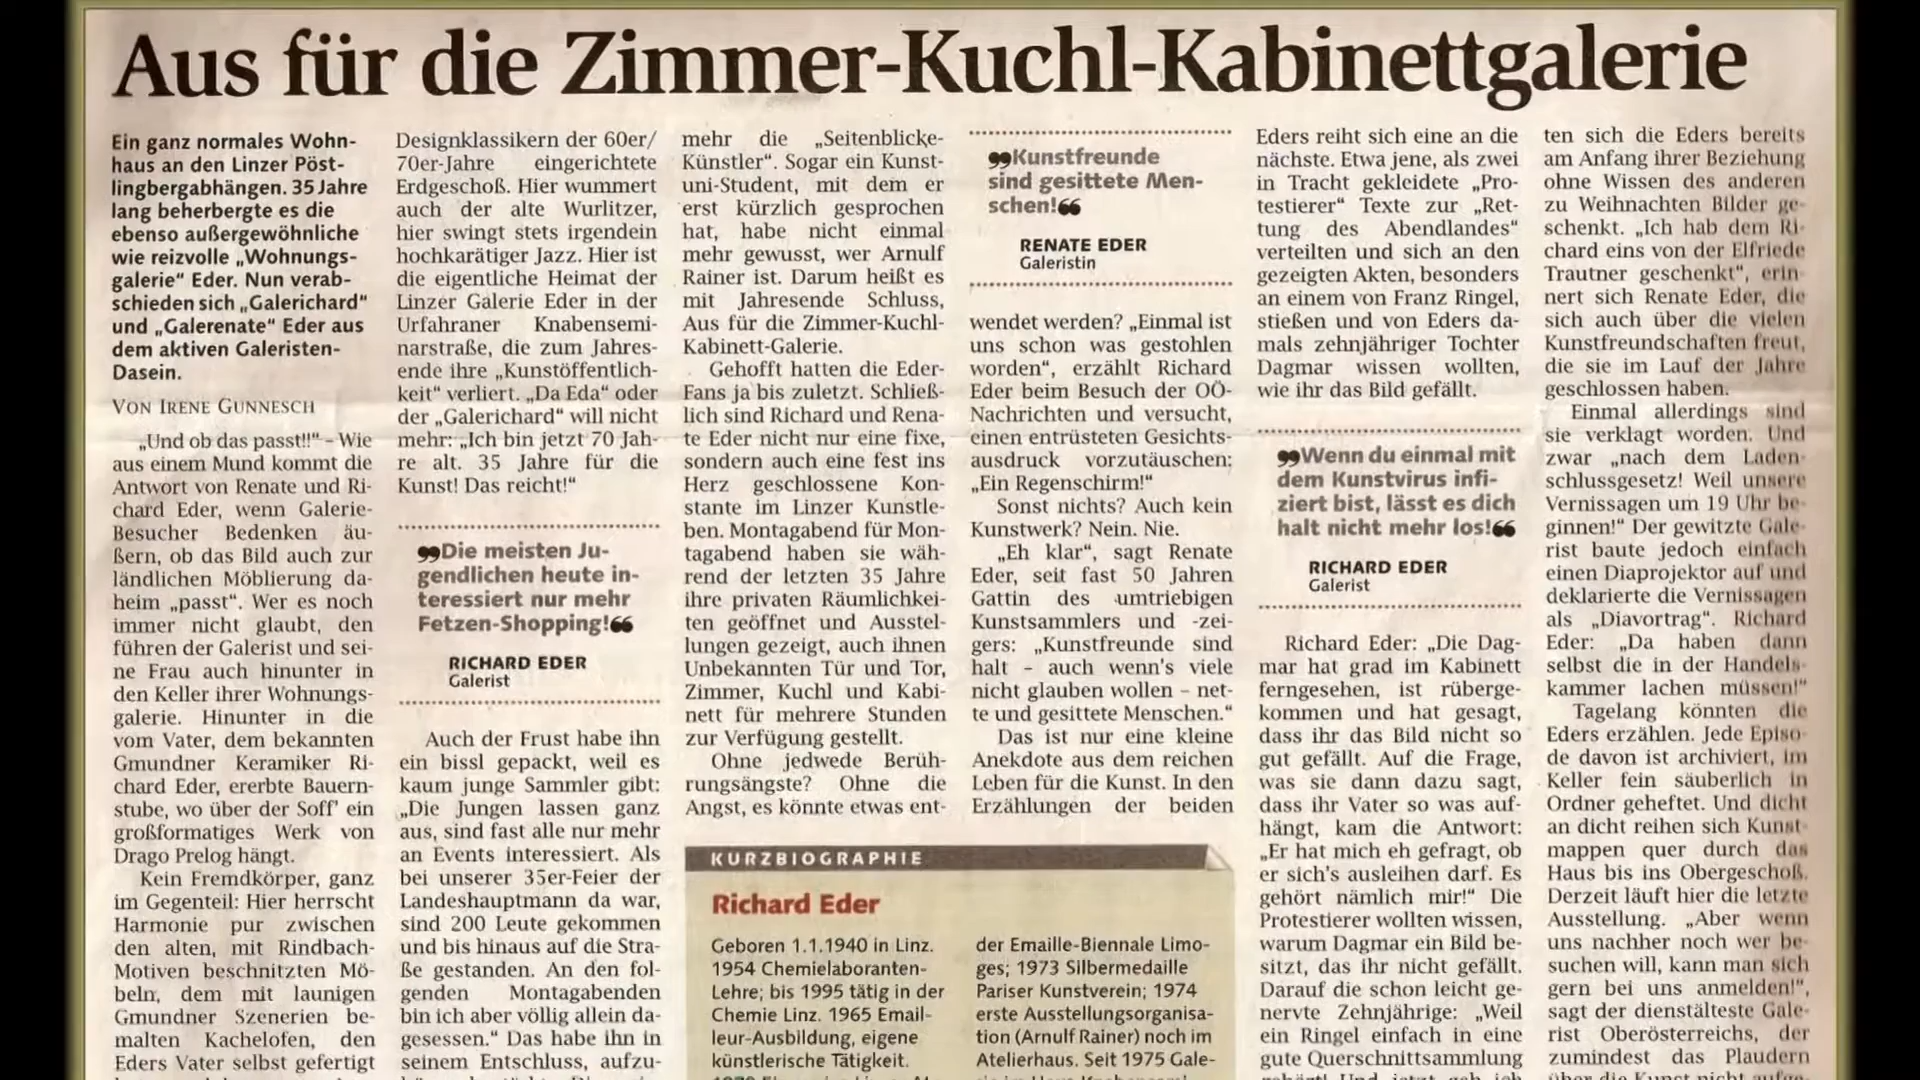 Aus für die Zimmer-Kuchl-Kabinettgalerie
Ein ganz normales Wohn-
haus an den Linzer Pöst-
lingbergabhängen. 35 Jahre
lang beherbergte es die
ebenso außergewöhnliche
wie reizvolle „Wohnungs-
galerie“ Eder. Nun verab-
schieden sich „Galerichard“
und „Galerenate“ Eder aus
dem aktiven Galeristen-
Dasein.
VON IRENE GUNNESCH
„Und ob das passt!!“ – Wie
aus einem Mund kommt die
Antwort von Renate und Ri-
chard Eder, wenn Galerie-
Besucher Bedenken äu-
ßern, ob das Bild auch zur
ländlichen Möblierung da-
heim „passt“. Wer es noch
immer nicht glaubt, den
führen der Galerist und sei-
ne Frau auch hinunter in
den Keller ihrer Wohnungs-
galerie. Hinunter in die
vom Vater, dem bekannten
Gmundner Keramiker Ri-
chard Eder, ererbte Bauern-
stube, wo über der Soff' ein
großformatiges Werk von
Drago Prelog hängt.
Kein Fremdkörper, ganz
im Gegenteil: Hier herrscht
Harmonie pur zwischen
den alten, mit Rindbach-
Motiven beschnitzten Mö-
beln, dem mit launigen
Gmundner Szenerien be-
malten Kachelofen, den
Eders Vater selbst gefertigt
Designklassikern der 60er/
70er-Jahre eingerichtete
Erdgeschoß. Hier wummert
auch der alte Wurlitzer,
hier swingt stets irgendein
hochkarätiger Jazz. Hier ist
die eigentliche Heimat der
Linzer Galerie Eder in der
Urfahraner Knabensemi-
narstraße, die zum Jahres-
ende ihre „Kunstöffentlich-
keit“ verliert. „Da Eda“ oder
der „Galerichard“ will nicht
mehr: „Ich bin jetzt 70 Jah-
re alt. 35 Jahre für die
Kunst! Das reicht!“
„Die meisten Ju-
gendlichen heute in-
teressiert nur mehr
Fetzen-Shopping!“
RICHARD EDER
Galerist
Auch der Frust habe ihn
ein bissl gepackt, weil es
kaum junge Sammler gibt:
„Die Jungen lassen ganz
aus, sind fast alle nur mehr
an Events interessiert. Als
bei unserer 35er-Feier der
Landeshauptmann da war,
sind 200 Leute gekommen
und bis hinaus auf die Stra-
ße gestanden. An den fol-
genden Montagabenden
bin ich aber völlig allein da-
gesessen.“ Das habe ihn in
seinem Entschluss, aufzu-
mehr die „Seitenblicke-
Künstler“. Sogar ein Kunst-
uni-Student, mit dem er
erst kürzlich gesprochen
hat, habe nicht einmal
mehr gewusst, wer Arnulf
Rainer ist. Darum heißt es
mit Jahresende Schluss,
Aus für die Zimmer-Kuchl-
Kabinett-Galerie.
Gehofft hatten die Eder-
Fans ja bis zuletzt. Schließ-
lich sind Richard und Rena-
te Eder nicht nur eine fixe,
sondern auch eine fest ins
Herz geschlossene Kon-
stante im Linzer Kunstle-
ben. Montagabend für Mon-
tagabend haben sie wäh-
rend der letzten 35 Jahre
ihre privaten Räumlichkei-
ten geöffnet und Ausstel-
lungen gezeigt, auch ihnen
Unbekannten Tür und Tor,
Zimmer, Kuchl und Kabi-
nett für mehrere Stunden
zur Verfügung gestellt.
Ohne jedwede Berüh-
rungsängste? Ohne die
Angst, es könnte etwas ent-
„Kunstfreunde
sind gesittete Men-
schen!“
RENATE EDER
Galeristin
wendet werden? „Einmal ist
uns schon was gestohlen
worden“, erzählt Richard
Eder beim Besuch der OÖ-
Nachrichten und versucht,
einen entrüsteten Gesichts-
ausdruck vorzutäuschen:
„Ein Regenschirm!“
Sonst nichts? Auch kein
Kunstwerk? Nein. Nie.
„Eh klar“, sagt Renate
Eder, seit fast 50 Jahren
Gattin des umtriebigen
Kunstsammlers und -zei-
gers: „Kunstfreunde sind
halt – auch wenn's viele
nicht glauben wollen – net-
te und gesittete Menschen.“
Das ist nur eine kleine
Anekdote aus dem reichen
Leben für die Kunst. In den
Erzählungen der beiden
Eders reiht sich eine an die
nächste. Etwa jene, als zwei
in Tracht gekleidete „Pro-
testierer“ Texte zur „Ret-
tung des Abendlandes“
verteilten und sich an den
gezeigten Akten, besonders
an einem von Franz Ringel,
stießen und von Eders da-
mals zehnjähriger Tochter
Dagmar wissen wollten,
wie ihr das Bild gefällt.
„Wenn du einmal mit
dem Kunstvirus infi-
ziert bist, lässt es dich
halt nicht mehr los!“
RICHARD EDER
Galerist
Richard Eder: „Die Dag-
mar hat grad im Kabinett
ferngesehen, ist rüberge-
kommen und hat gesagt,
dass ihr das Bild nicht so
gut gefällt. Auf die Frage,
was sie dann dazu sagt,
dass ihr Vater so was auf-
hängt, kam die Antwort:
„Er hat mich eh gefragt, ob
er sich's ausleihen darf. Es
gehört nämlich mir!“ Die
Protestierer wollten wissen,
warum Dagmar ein Bild be-
sitzt, das ihr nicht gefällt.
Darauf die schon leicht ge-
nervte Zehnjährige: „Weil
ein Ringel einfach in eine
gute Querschnittsammlung
ten sich die Eders bereits
am Anfang ihrer Beziehung
ohne Wissen des anderen
zu Weihnachten Bilder ge-
schenkt. „Ich hab dem Ri-
chard eins von der Elfriede
Trautner geschenkt“, erin-
nert sich Renate Eder, die
sich auch über die vielen
Kunstfreundschaften freut,
die sie im Lauf der Jahre
geschlossen haben.
Einmal allerdings sind
sie verklagt worden. Und
zwar „nach dem Laden-
schlussgesetz! Weil unsere
Vernissagen um 19 Uhr be-
ginnen!“ Der gewitzte Gale-
rist baute jedoch einfach
einen Diaprojektor auf und
deklarierte die Vernissagen
als „Diavortrag“. Richard
Eder: „Da haben dann
selbst die in der Handels-
kammer lachen müssen!“
Tagelang könnten die
Eders erzählen. Jede Episo-
de davon ist archiviert, im
Keller fein säuberlich in
Ordner geheftet. Und dicht
an dicht reihen sich Kunst-
mappen quer durch das
Haus bis ins Obergeschoß.
Derzeit läuft hier die letzte
Ausstellung. „Aber wenn
uns nachher noch wer be-
suchen will, kann man sich
gern bei uns anmelden!“,
sagt der dienstälteste Gale-
rist Oberösterreichs, der
zumindest das Plaudern
KURZBIOGRAPHIE
Richard Eder
Geboren 1.1.1940 in Linz.
1954 Chemielaboranten-
Lehre; bis 1995 tätig in der
Chemie Linz. 1965 Email-
leur-Ausbildung, eigene
künstlerische Tätigkeit.
der Emaille-Biennale Limo-
ges; 1973 Silbermedaille
Pariser Kunstverein; 1974
erste Ausstellungsorganisa-
tion (Arnulf Rainer) noch im
Atelierhaus. Seit 1975 Gale-